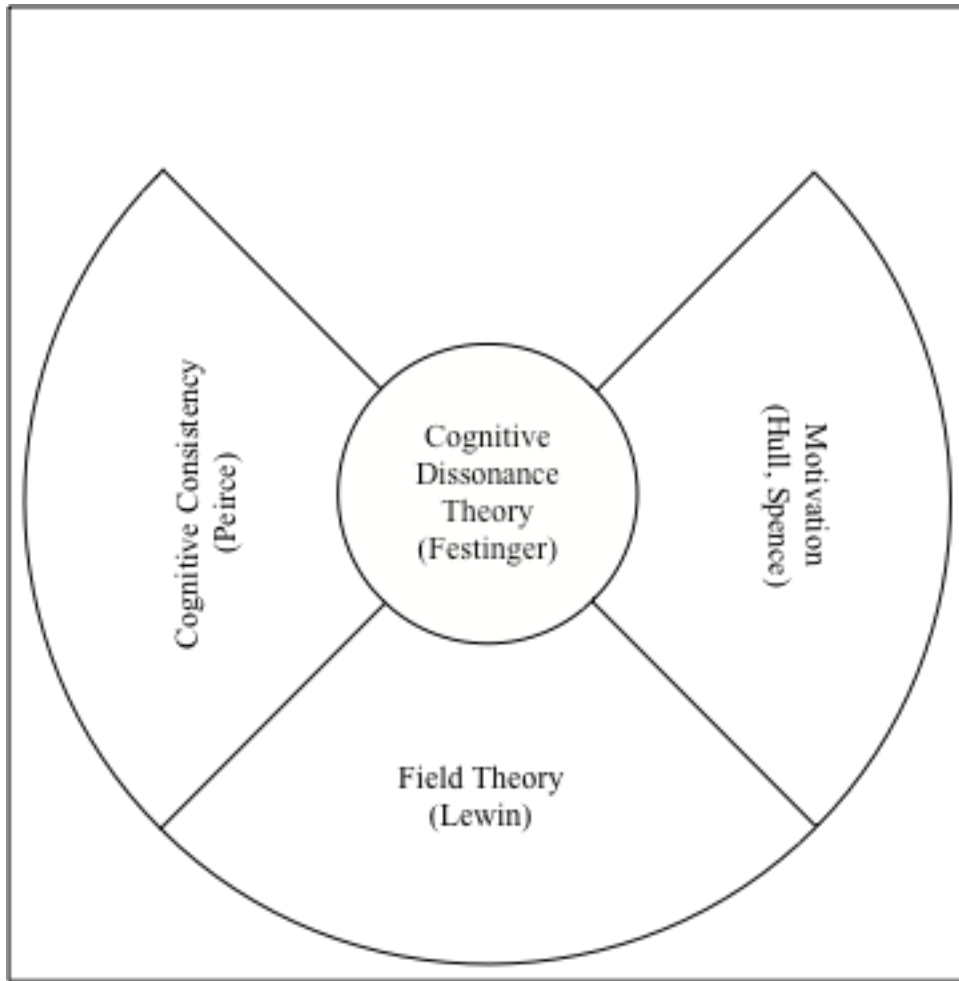 Cognitive Consistency
(Peirce)
Cognitive
Dissonance
Theory
(Festinger)
Motivation
(Hull, Spence)
Field Theory
(Lewin)